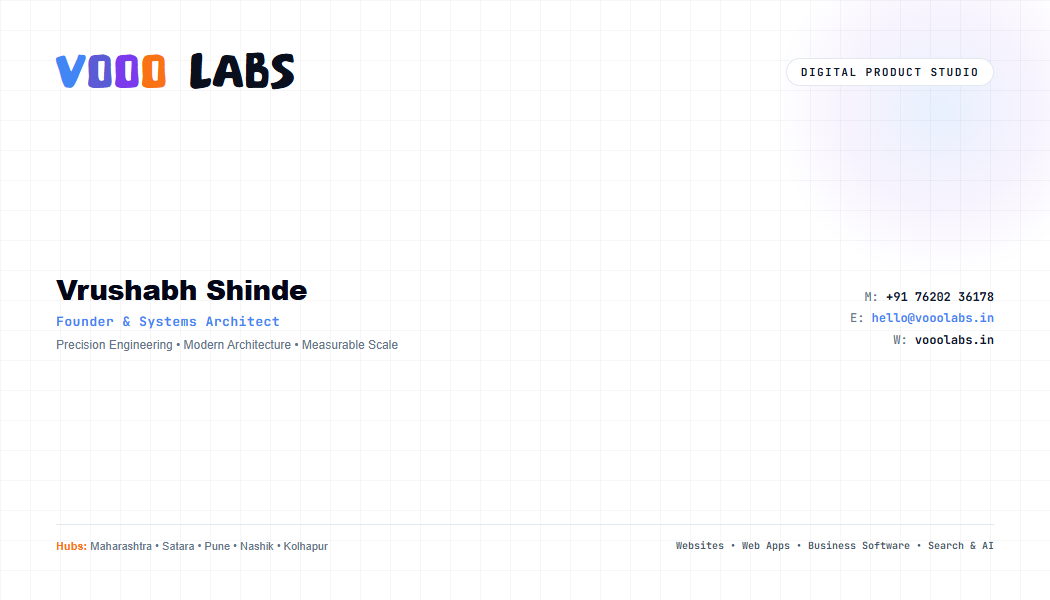 VOOO LABS
DIGITAL PRODUCT STUDIO
Vrushabh Shinde
Founder & Systems Architect
Precision Engineering • Modern Architecture • Measurable Scale
M: +91 76202 36178
E: hello@vooolabs.in
W: vooolabs.in
Hubs: Maharashtra • Satara • Pune • Nashik • Kolhapur
Websites • Web Apps • Business Software • Search & AI